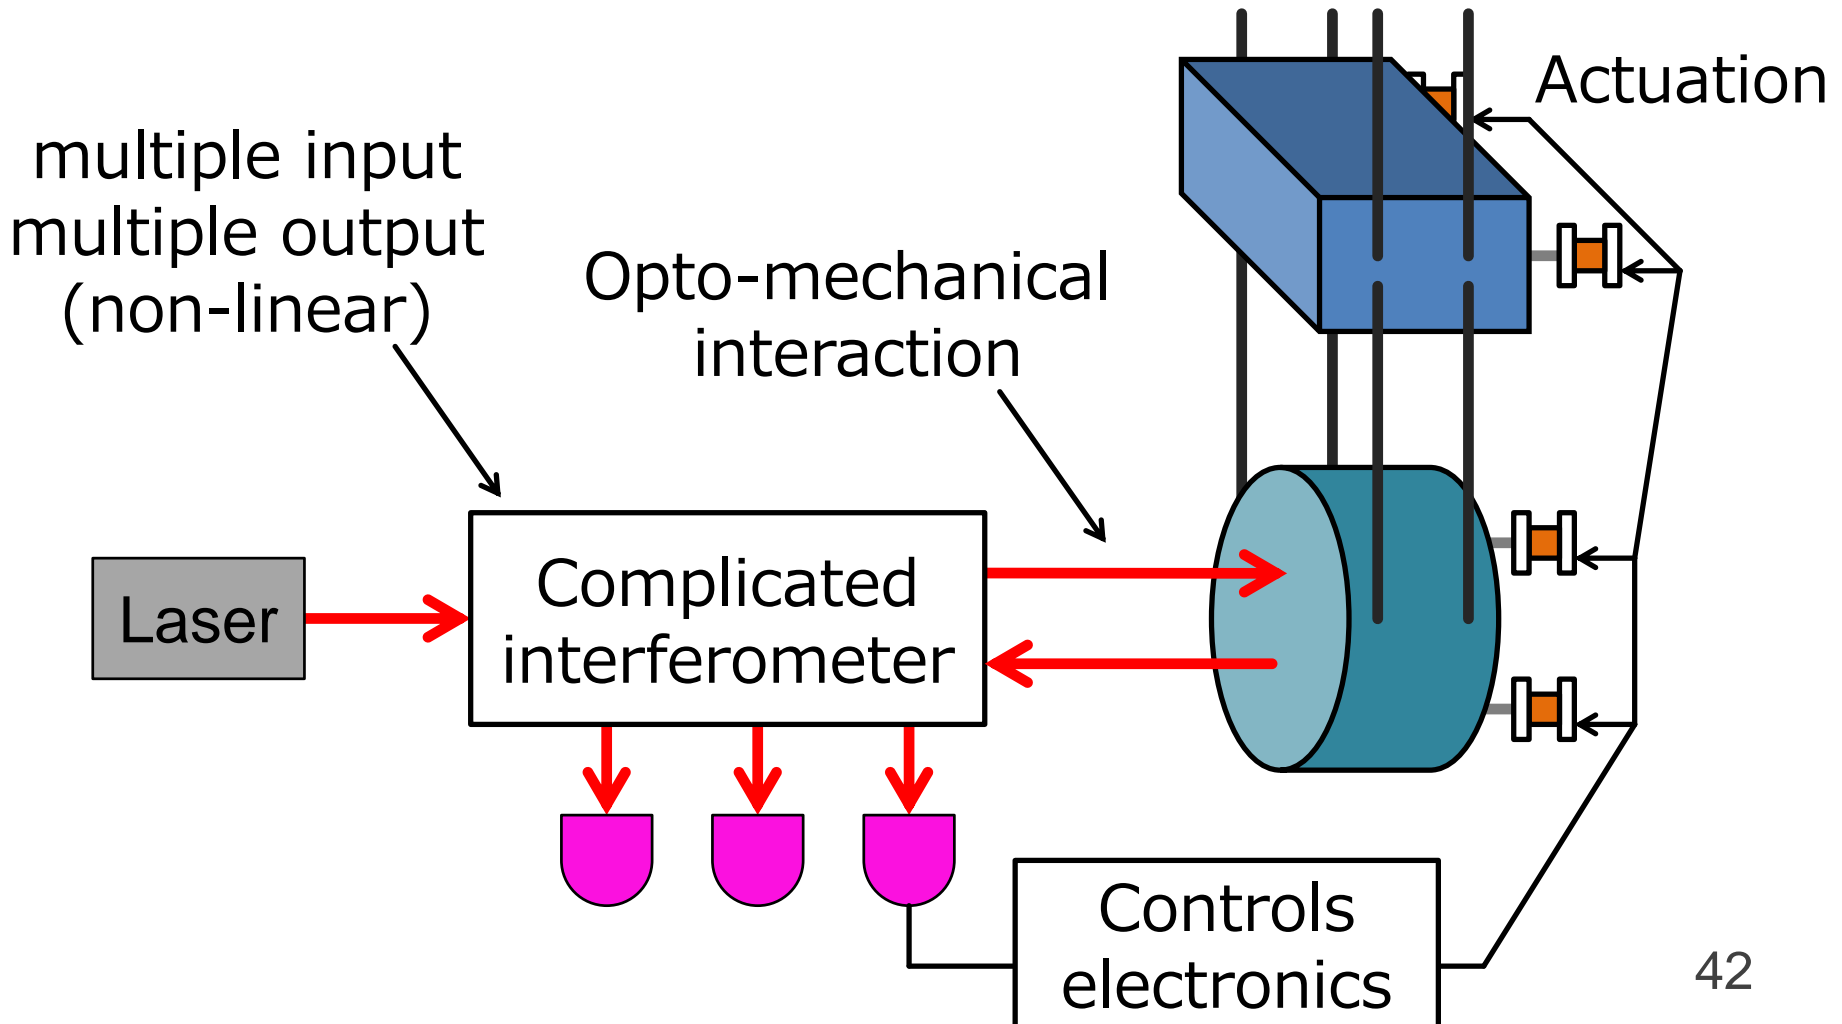 Actuation
multiple input
multiple output
(non-linear)
Opto-mechanical
interaction
Laser
Complicated
interferometer
Controls
electronics
42